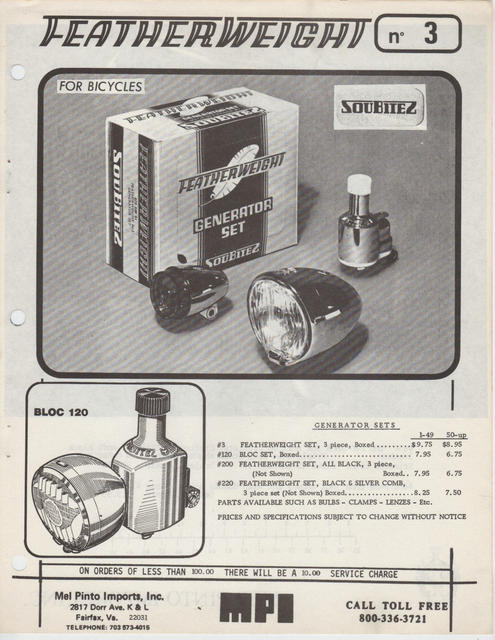 FEATHERWEIGHT n° 3
FOR BICYCLES
SOUBITEZ
FEATHERWEIGHT
GENERATOR
SET
SOUBITEZ
SOUBITEZ
FEATHERWEIGHT
BLOC 120
GENERATOR SETS
1-49 50-up
#3 FEATHERWEIGHT SET, 3 piece, Boxed.........$9.75 $8.95
#120 BLOC SET, Boxed........................ 7.95 6.75
#200 FEATHERWEIGHT SET, ALL BLACK, 3 piece,
(Not Shown) Boxed.. 7.95 6.75
#220 FEATHERWEIGHT SET, BLACK & SILVER COMB,
3 piece set (Not Shown) Boxed.................8.25 7.50
PARTS AVAILABLE SUCH AS BULBS - CLAMPS - LENZES - Etc.
PRICES AND SPECIFICATIONS SUBJECT TO CHANGE WITHOUT NOTICE
ON ORDERS OF LESS THAN 100.00 THERE WILL BE A 10.00 SERVICE CHARGE
Mel Pinto Imports, Inc.
2817 Dorr Ave. K & L
Fairfax, Va. 22031
TELEPHONE: 703 573-4015
MPI
CALL TOLL FREE
800-336-3721